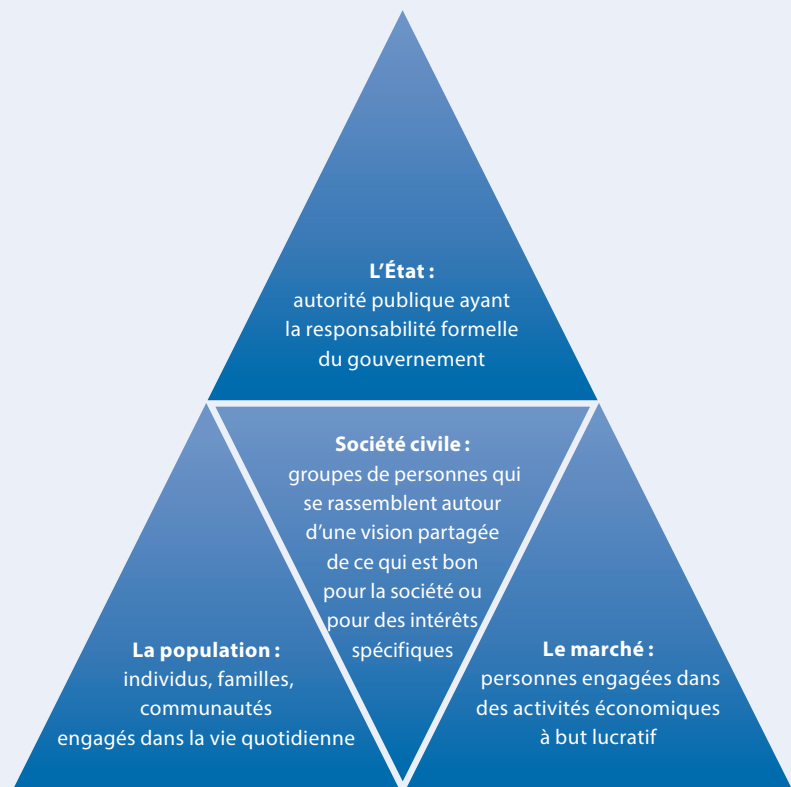 L’État :
autorité publique ayant
la responsabilité formelle
du gouvernement
Société civile :
groupes de personnes qui
se rassemblent autour
d’une vision partagée
de ce qui est bon
pour la société ou
pour des intérêts
spécifiques
La population :
individus, familles,
communautés
engagés dans la vie quotidienne
Le marché :
personnes engagées dans
des activités économiques
à but lucratif